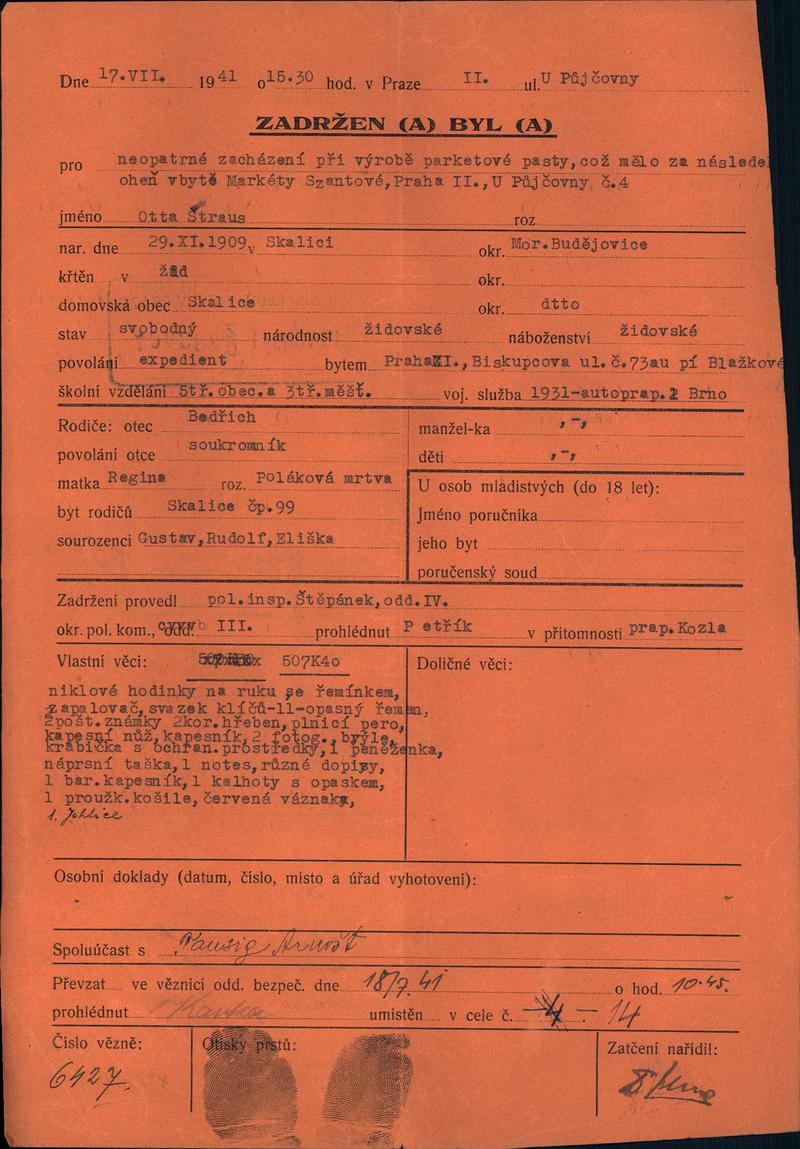 Dne 17.VII. 1941 o 15.30 hod. v Praze II. ul. U Půjčovny
ZADRŽEN (A) BYL (A)
pro neopatrné zacházení při výrobě parketové pasty, což mělo za násled
oheň vbytě Markéty Szantové, Praha II., U Půjčovny č.4
jméno Otta Štraus roz.
nar. dne 29.XI.1909 v Skalici okr. Mor.Budějovice
křtěn v žid okr.
domovská obec Skalice okr. dtto
stav svobodný národnost židovské náboženství židovské
povolání expedient bytem Praha XI., Biskupcova ul.č.73au pí Blažkové
školní vzdělání 5tř.obec.a 3tř.měšť. voj. služba 1931-autoprap.2 Brno
Rodiče: otec Bedřich manžel-ka ,-,
povolání otce soukromník děti ,-,
matka Regina roz. Poláková mrtva U osob mladistvých (do 18 let):
byt rodičů Skalice čp.99 Jméno poručníka
sourozenci Gustav, Rudolf, Eliška jeho byt
poručenský soud
Zadržení provedl pol.insp.Štěpánek, odd.IV.
okr. pol. kom., III. prohlédnut Petřík v přítomnosti prap.Kozla
Vlastní věci: 507K40 Doličné věci:
niklové hodinky na ruku se řemínkem,
zapalovač, svazek klíčů-11-opasný řemen,
2pošt.známky 2kor.hřeben, plnicí pero,
kapesní nůž, kapesník, 2 fotog., brýle,
krabička s ochran.prostředky, 1 peněženka,
náprsní taška, 1 notes, různé dopisy,
1 bar.kapesník, 1 kalhoty s opaskem,
1 proužk.košile, červená vázanka,
1. jehlice
Osobní doklady (datum, číslo, místo a úřad vyhotovení):
Spoluúčast s Tausig Arnošt
Převzat ve věznici odd. bezpeč. dne 18/7 41 o hod. 10.45.
prohlédnut umístěn v cele č. 4 - 14
Číslo vězně: Otisky prstů: Zatčení nařídil:
6427.